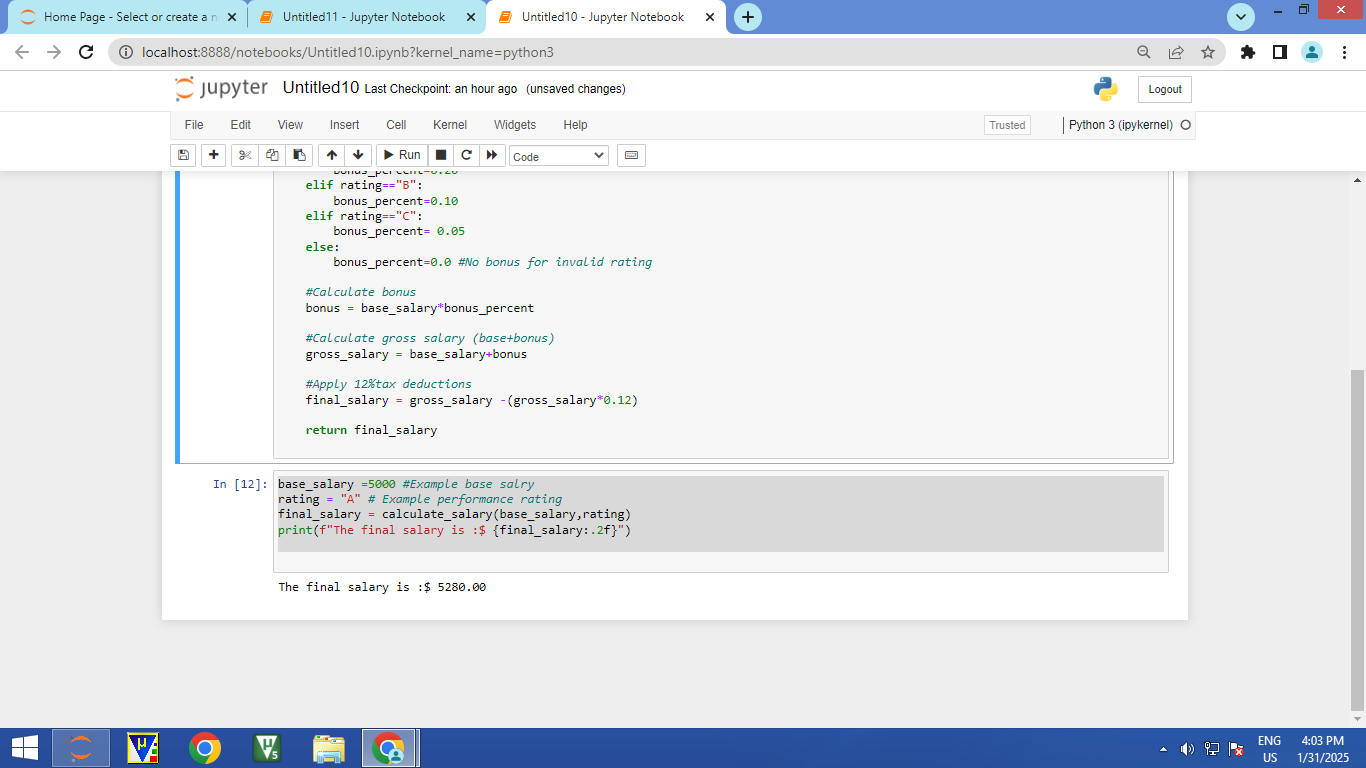 Home Page - Select or create a n
Untitled11 - Jupyter Notebook
Untitled10 - Jupyter Notebook
localhost:8888/notebooks/Untitled10.ipynb?kernel_name=python3
jupyter Untitled10 Last Checkpoint: an hour ago (unsaved changes)
Logout
File Edit View Insert Cell Kernel Widgets Help
Trusted
Python 3 (ipykernel)
Run
Code
bonus_percent=0.20
elif rating=="B":
bonus_percent=0.10
elif rating=="C":
bonus_percent= 0.05
else:
bonus_percent=0.0 #No bonus for invalid rating
#Calculate bonus
bonus = base_salary*bonus_percent
#Calculate gross salary (base+bonus)
gross_salary = base_salary+bonus
#Apply 12%tax deductions
final_salary = gross_salary -(gross_salary*0.12)
return final_salary
In [12]:
base_salary =5000 #Example base salry
rating = "A" # Example performance rating
final_salary = calculate_salary(base_salary,rating)
print(f"The final salary is :$ {final_salary:.2f}")
The final salary is :$ 5280.00
ENG
US
4:03 PM
1/31/2025